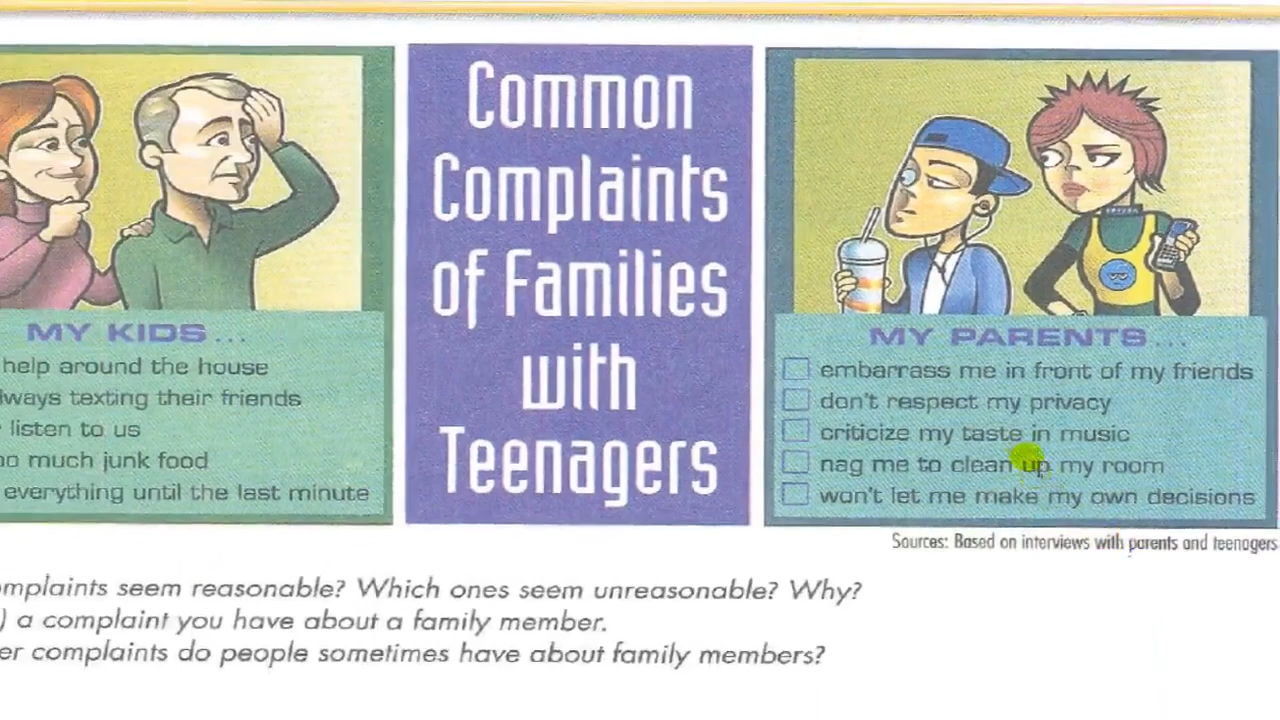 Common
Complaints
of Families
with
Teenagers
MY KIDS...
help around the house
always texting their friends
listen to us
too much junk food
everything until the last minute
MY PARENTS...
embarrass me in front of my friends
don't respect my privacy
criticize my taste in music
nag me to clean up my room
won't let me make my own decisions
Sources: Based on interviews with parents and teenagers
complaints seem reasonable? Which ones seem unreasonable? Why?
) a complaint you have about a family member.
er complaints do people sometimes have about family members?